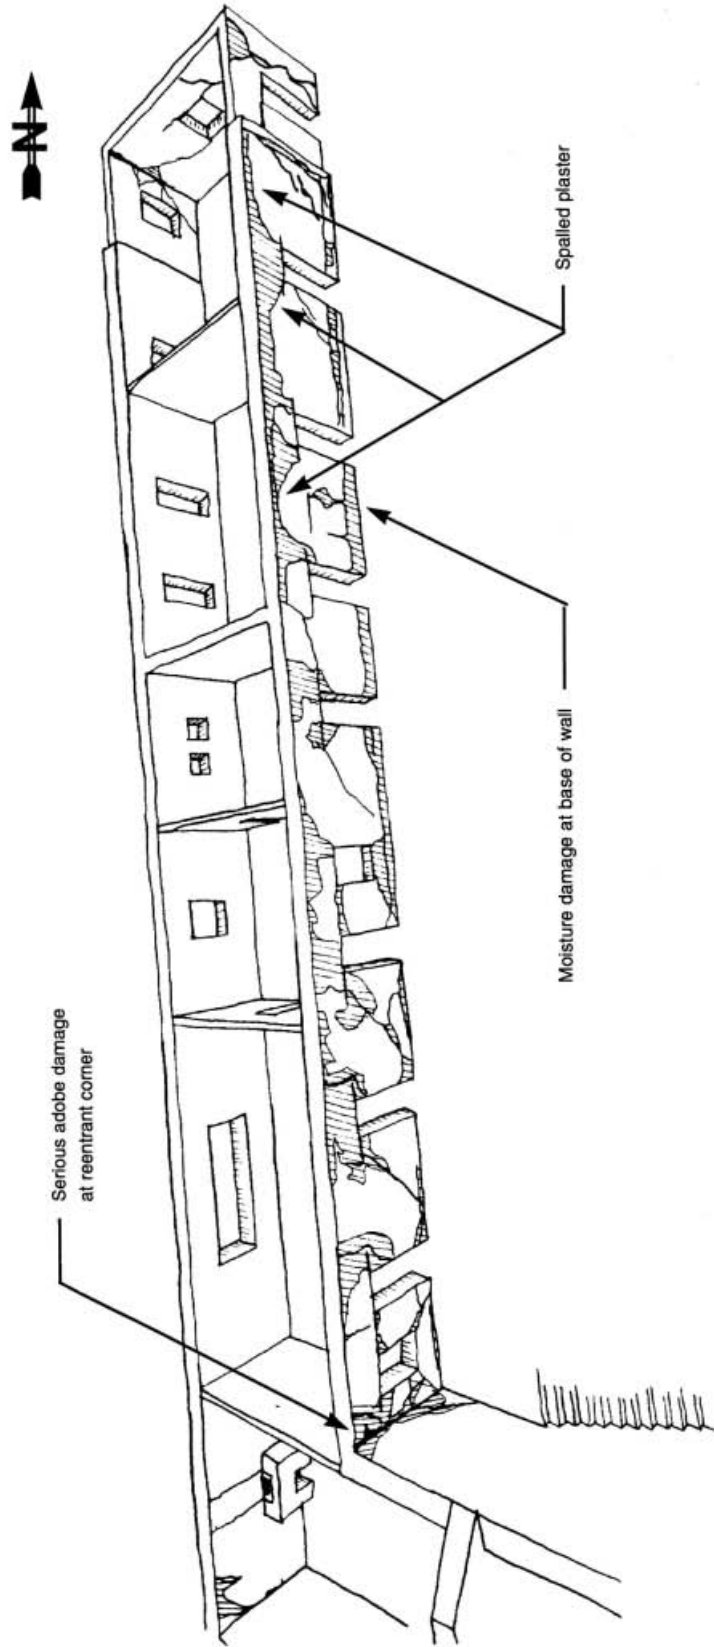 N
Serious adobe damage
at reentrant corner
Moisture damage at base of wall
Spalled plaster